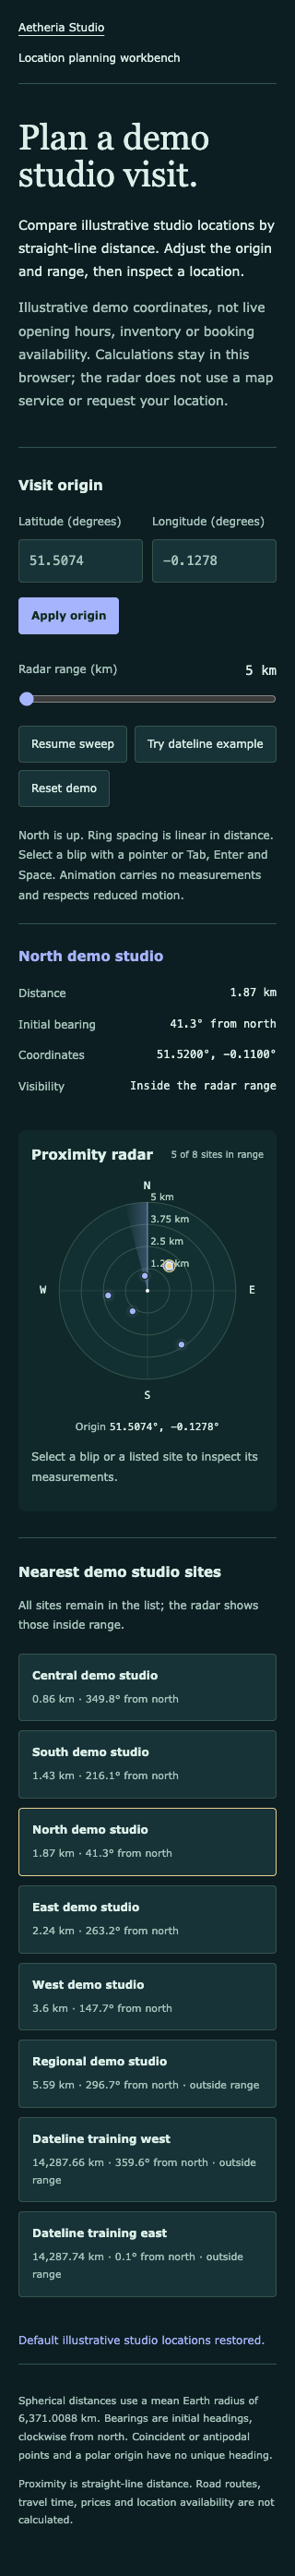 Aetheria Studio
Location planning workbench
Plan a demo
studio visit.
Compare illustrative studio locations by
straight-line distance. Adjust the origin
and range, then inspect a location.
Illustrative demo coordinates, not live
opening hours, inventory or booking
availability. Calculations stay in this
browser; the radar does not use a map
service or request your location.
Visit origin
Latitude (degrees) Longitude (degrees)
51.5074 −0.1278
Apply origin
Radar range (km) 5 km
Resume sweep Try dateline example
Reset demo
North is up. Ring spacing is linear in distance.
Select a blip with a pointer or Tab, Enter and
Space. Animation carries no measurements
and respects reduced motion.
North demo studio
Distance 1.87 km
Initial bearing 41.3° from north
Coordinates 51.5200°, −0.1100°
Visibility Inside the radar range
Proximity radar 5 of 8 sites in range
N
5 km
3.75 km
2.5 km
km
W E
S
Origin 51.5074°, −0.1278°
Select a blip or a listed site to inspect its
measurements.
Nearest demo studio sites
All sites remain in the list; the radar shows
those inside range.
Central demo studio
0.86 km · 349.8° from north
South demo studio
1.43 km · 216.1° from north
North demo studio
1.87 km · 41.3° from north
East demo studio
2.24 km · 263.2° from north
West demo studio
3.6 km · 147.7° from north
Regional demo studio
5.59 km · 296.7° from north · outside range
Dateline training west
14,287.66 km · 359.6° from north · outside
range
Dateline training east
14,287.74 km · 0.1° from north · outside
range
Default illustrative studio locations restored.
Spherical distances use a mean Earth radius of
6,371.0088 km. Bearings are initial headings,
clockwise from north. Coincident or antipodal
points and a polar origin have no unique heading.
Proximity is straight-line distance. Road routes,
travel time, prices and location availability are not
calculated.